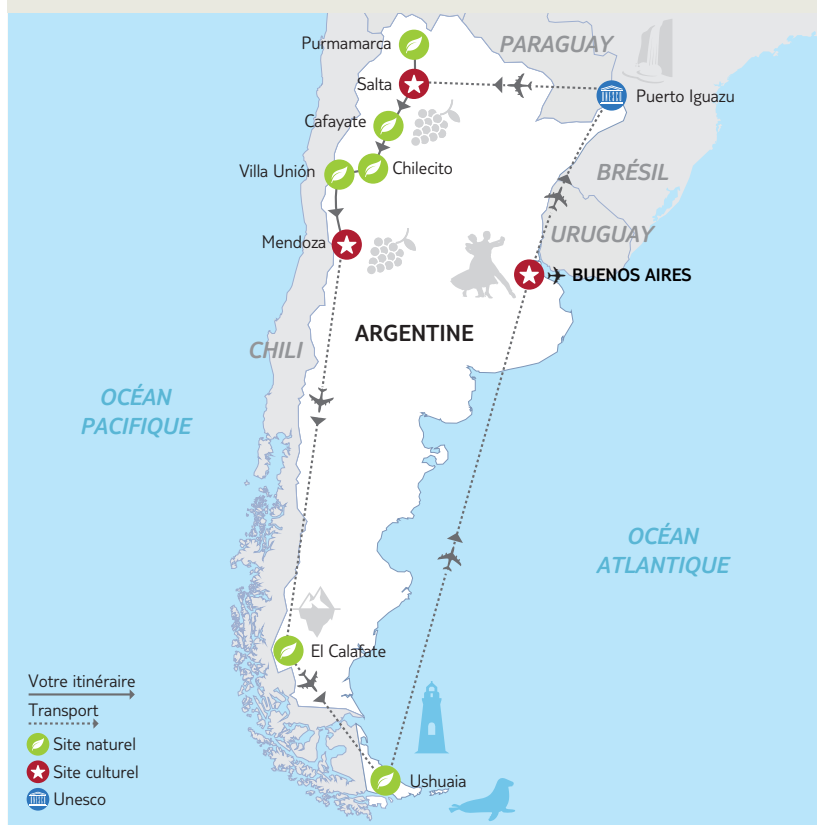 Purmamarca
PARAGUAY
Salta
Puerto Iguazu
Cafayate
Villa Unión
Chilecito
BRÉSIL
Mendoza
URUGUAY
BUENOS AIRES
ARGENTINE
CHILI
OCÉAN
PACIFIQUE
OCÉAN
ATLANTIQUE
El Calafate
Votre itinéraire
Transport
Site naturel
Site culturel
Unesco
Ushuaia